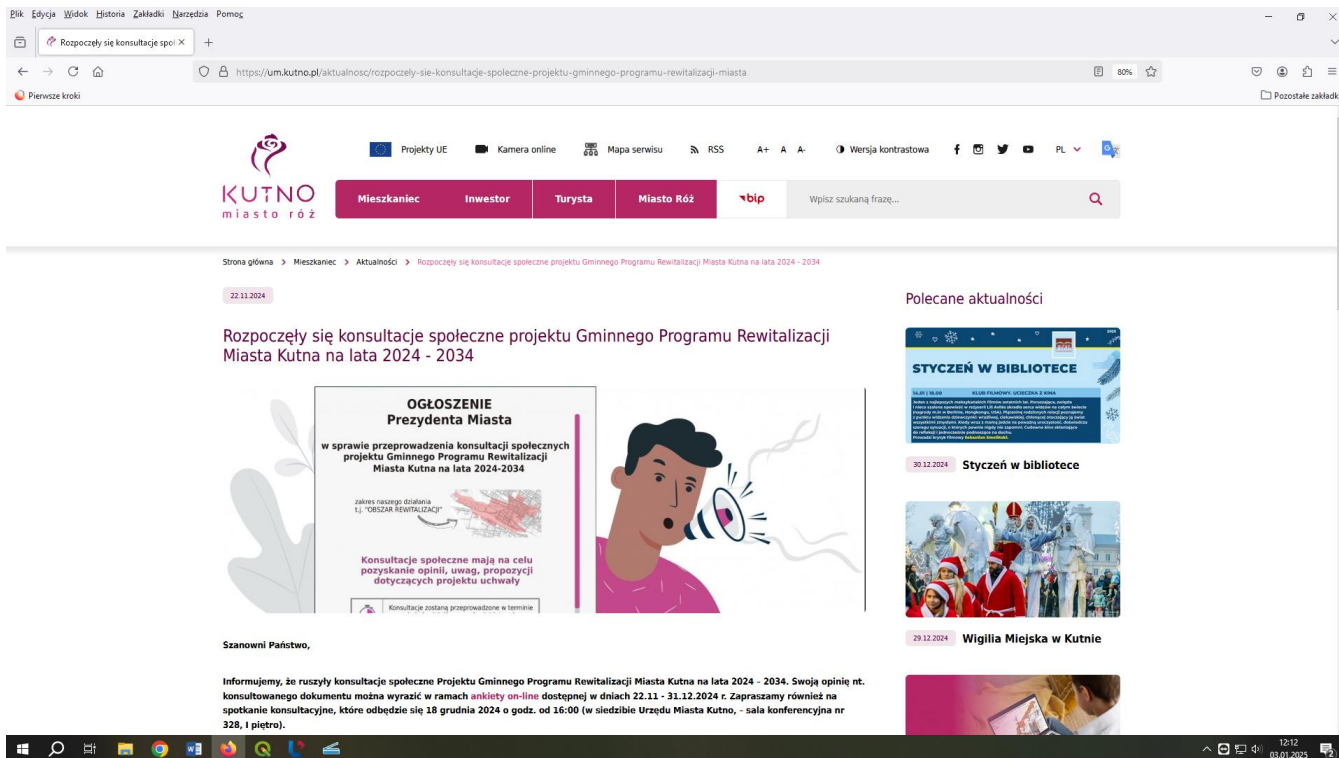 Plik Edycja Widok Historia Zakładki Narzędzia Pomoc
Rozpoczęły się konsultacje społ
https://um.kutno.pl/aktualnosc/rozpoczely-sie-konsultacje-spoleczne-projektu-gminnego-programu-rewitalizacji-miasta
80%
Pierwsze kroki
Pozostałe zakładk
KUTNO
miasto róż
Projekty UE Kamera online Mapa serwisu RSS A+ A A- Wersja kontrastowa PL
Mieszkaniec Inwestor Turysta Miasto Róż bip Wpisz szukaną frazę...
Strona główna > Mieszkaniec > Aktualności > Rozpoczęły się konsultacje społeczne projektu Gminnego Programu Rewitalizacji Miasta Kutna na lata 2024 - 2034
22.11.2024
Rozpoczęły się konsultacje społeczne projektu Gminnego Programu Rewitalizacji
Miasta Kutna na lata 2024 - 2034
OGŁOSZENIE
Prezydenta Miasta
w sprawie przeprowadzenia konsultacji społecznych
projektu Gminnego Programu Rewitalizacji
Miasta Kutna na lata 2024-2034
zakres naszego działania
t.j. "OBSZAR REWITALIZACJI"
Konsultacje społeczne mają na celu
pozyskanie opinii, uwag, propozycji
dotyczących projektu uchwały
Konsultacje zostaną przeprowadzone w terminie
Szanowni Państwo,
Informujemy, że ruszyły konsultacje społeczne Projektu Gminnego Programu Rewitalizacji Miasta Kutna na lata 2024 – 2034. Swoją opinię nt.
konsultowanego dokumentu można wyrazić w ramach ankiety on-line dostępnej w dniach 22.11 - 31.12.2024 r. Zapraszamy również na
spotkanie konsultacyjne, które odbędzie się 18 grudnia 2024 o godz. od 16:00 (w siedzibie Urzędu Miasta Kutno, – sala konferencyjna nr
328, I piętro).
Polecane aktualności
STYCZEŃ W BIBLIOTECE
14.01 | 18.00 KLUB FILMOWY. UCIECZKA Z KINA
30.12.2024 Styczeń w bibliotece
29.12.2024 Wigilia Miejska w Kutnie
12:12
03.01.2025